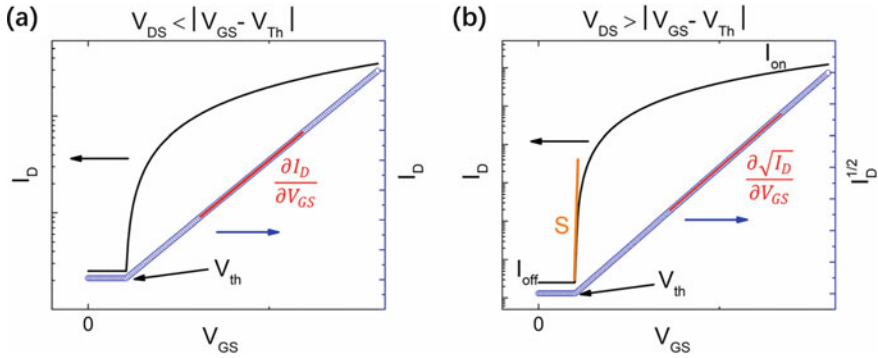 (a)
V_DS < |V_GS - V_Th|
I_D
∂I_D
∂V_GS
I_D
V_th
0
V_GS
(b)
V_DS > |V_GS - V_Th|
I_on
I_D
∂√I_D
∂V_GS
I_D^1/2
S
I_off
V_th
0
V_GS